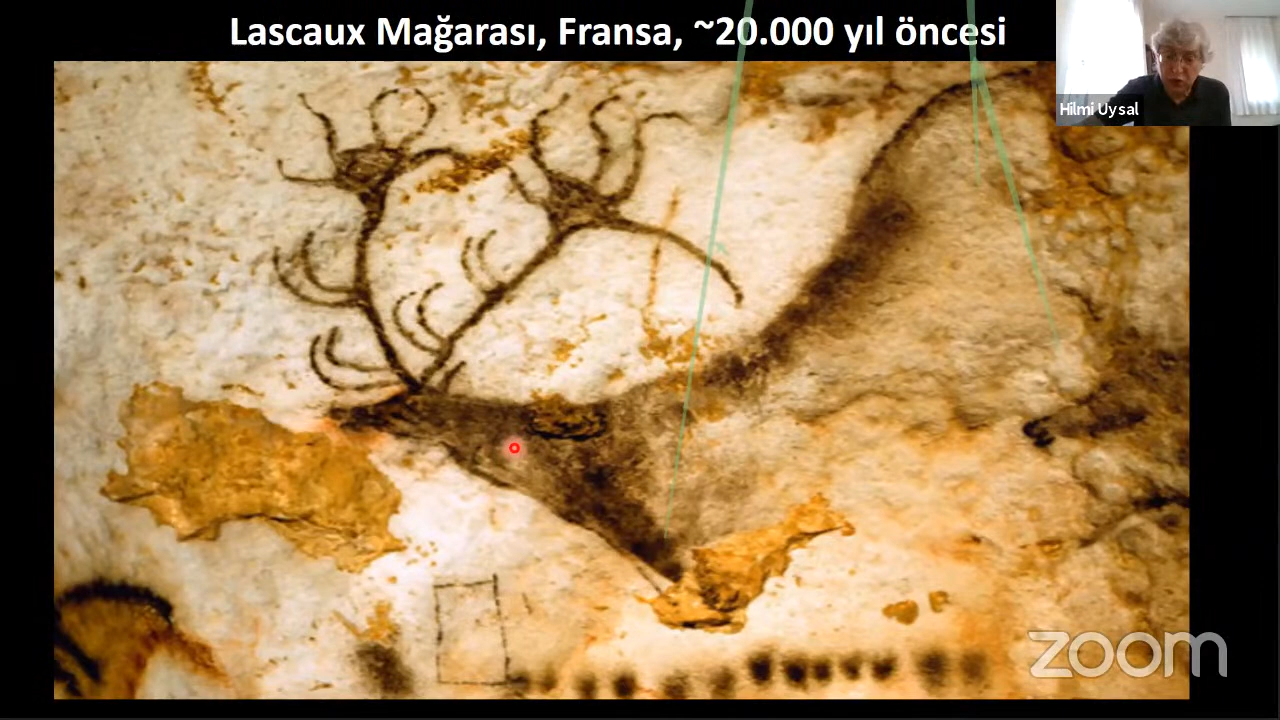 Lascaux Mağarası, Fransa, ~20.000 yıl öncesi
Hilmi Uysal
zoom